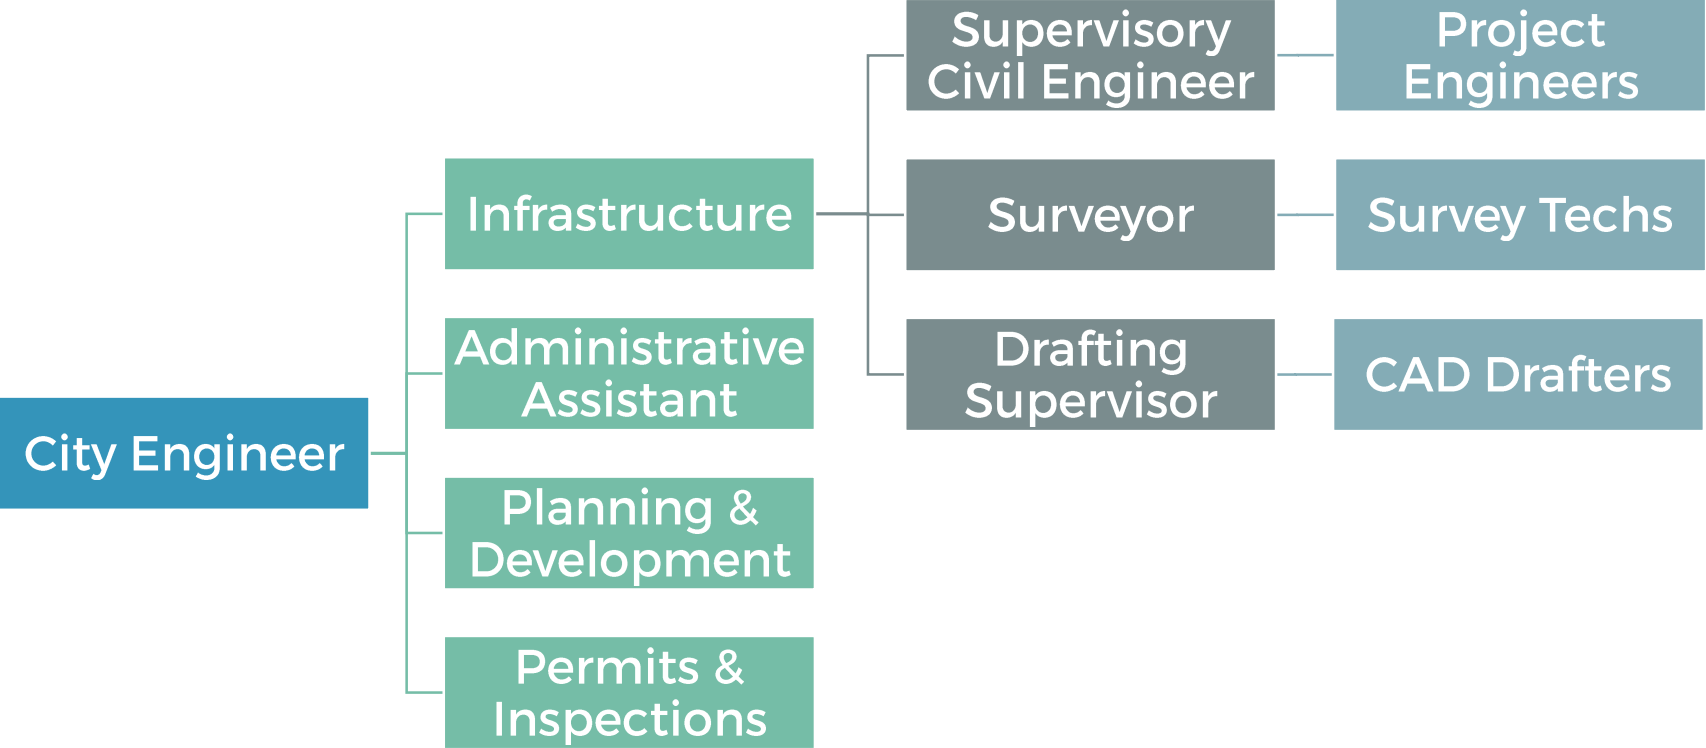 City Engineer
Infrastructure
Administrative
Assistant
Planning &
Development
Permits &
Inspections
Supervisory
Civil Engineer
Surveyor
Drafting
Supervisor
Project
Engineers
Survey Techs
CAD Drafters